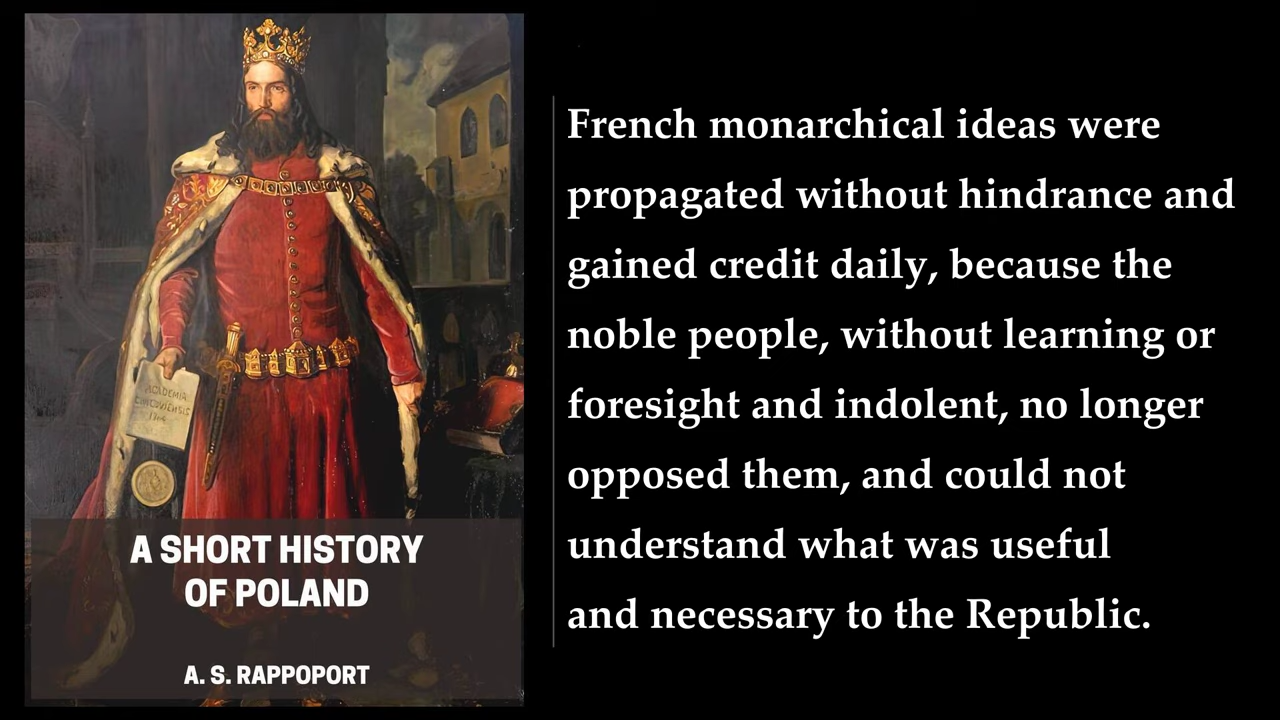 ACADEMIA
A SHORT HISTORY
OF POLAND
A. S. RAPPOPORT
French monarchical ideas were
propagated without hindrance and
gained credit daily, because the
noble people, without learning or
foresight and indolent, no longer
opposed them, and could not
understand what was useful
and necessary to the Republic.